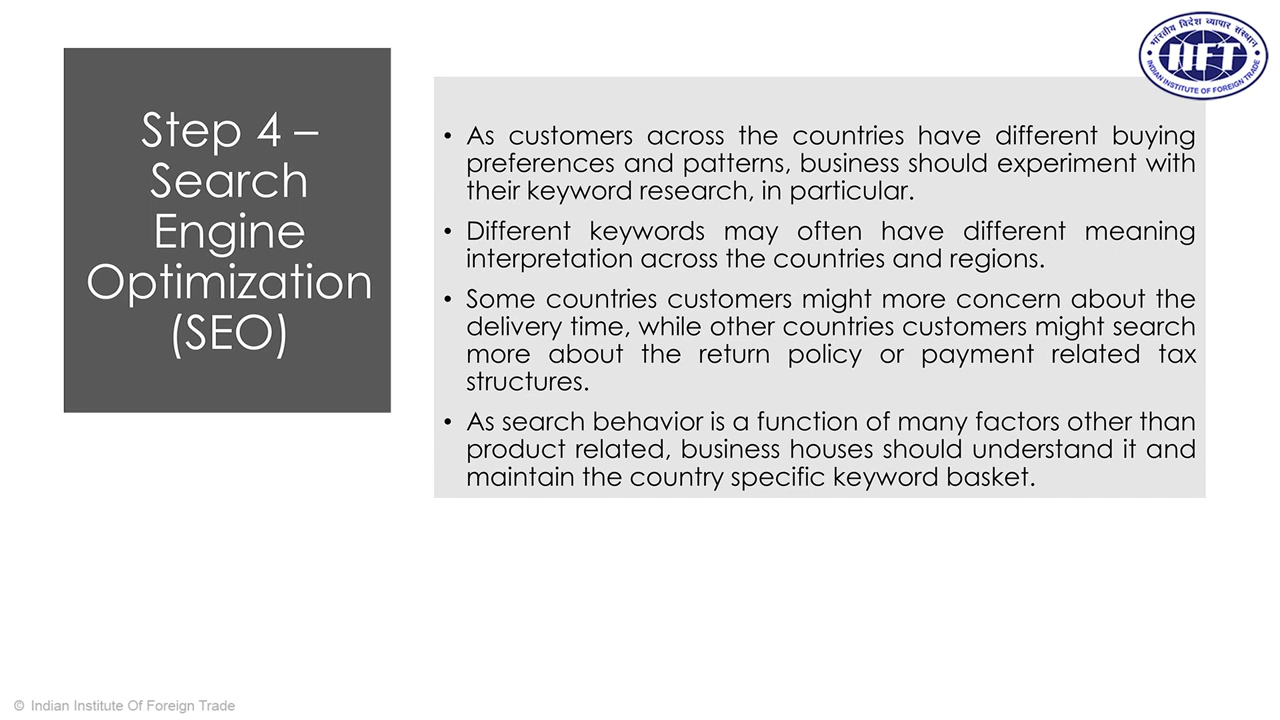 Step 4 –
Search
Engine
Optimization
(SEO)
• As customers across the countries have different buying
preferences and patterns, business should experiment with
their keyword research, in particular.
• Different keywords may often have different meaning
interpretation across the countries and regions.
• Some countries customers might more concern about the
delivery time, while other countries customers might search
more about the return policy or payment related tax
structures.
• As search behavior is a function of many factors other than
product related, business houses should understand it and
maintain the country specific keyword basket.
भारतीय विदेश व्यापार संस्थान
IIFT
INDIAN INSTITUTE OF FOREIGN TRADE
© Indian Institute Of Foreign Trade